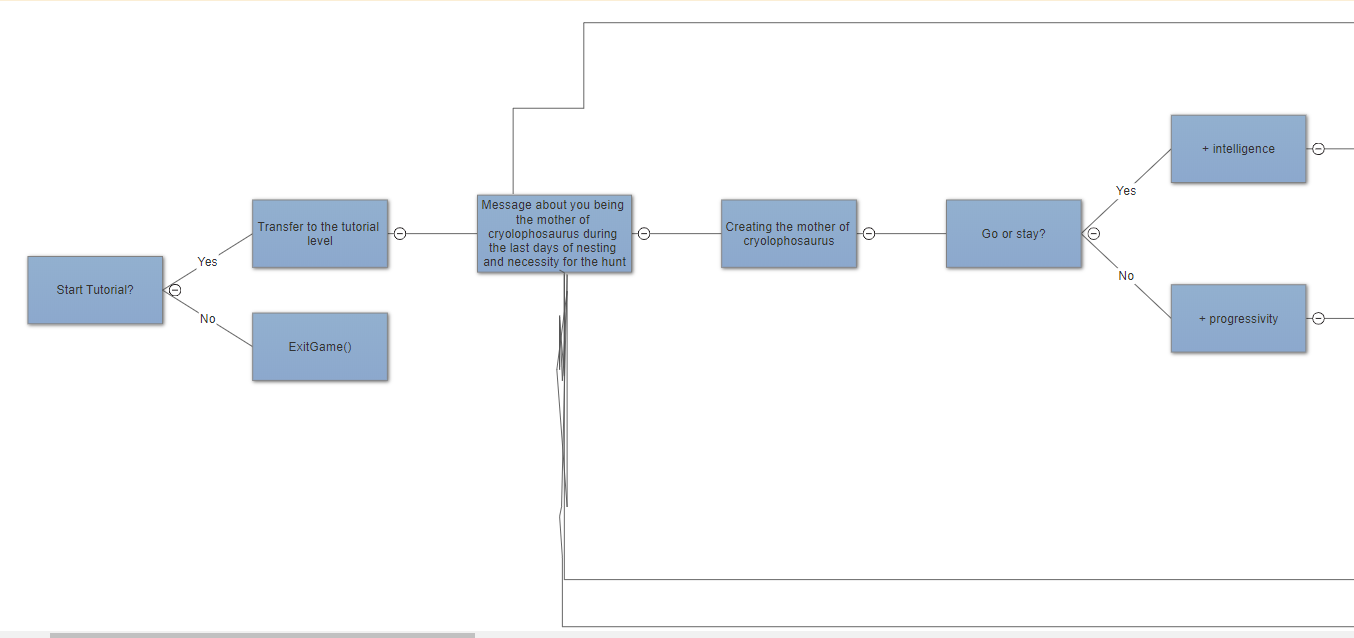 Start Tutorial?
Yes
No
Transfer to the tutorial
level
ExitGame()
Message about you being
the mother of
cryolophosaurus during
the last days of nesting
and necessity for the hunt
Creating the mother of
cryolophosaurus
Go or stay?
Yes
No
+ intelligence
+ progressivity